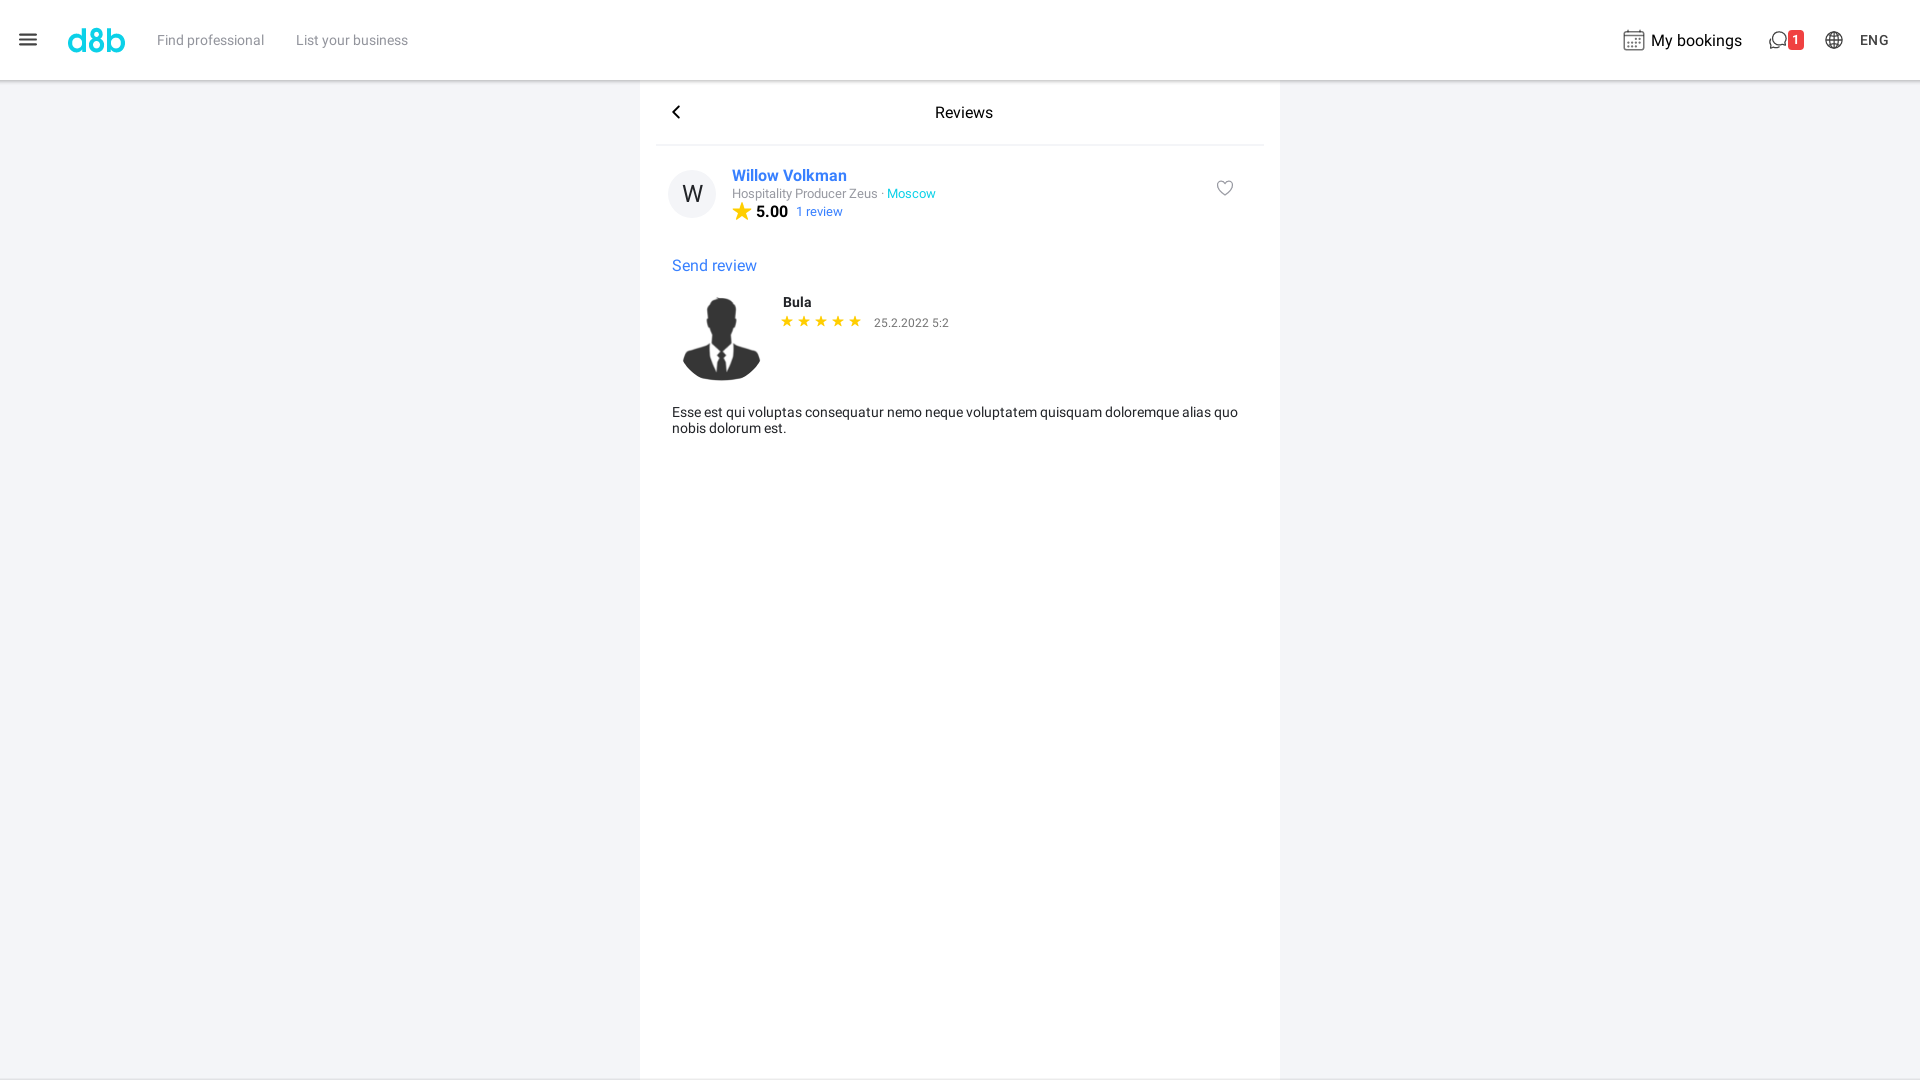 d8b
Find professional
List your business
My bookings
1
ENG
Reviews
W
Willow Volkman
Hospitality Producer Zeus · Moscow
5.00 1 review
Send review
Bula
25.2.2022 5:2
Esse est qui voluptas consequatur nemo neque voluptatem quisquam doloremque alias quo
nobis dolorum est.